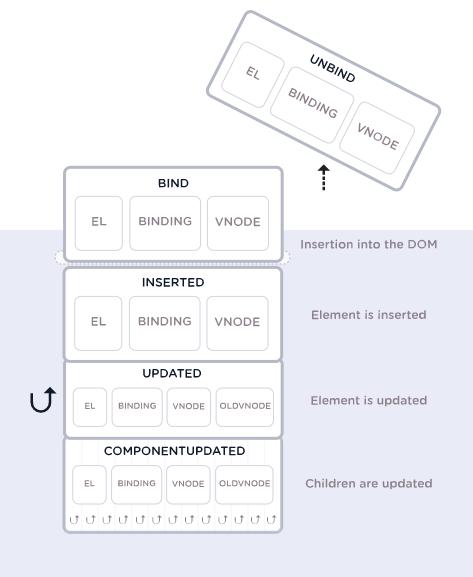 UNBIND
EL
BINDING
VNODE
BIND
EL BINDING VNODE
Insertion into the DOM
INSERTED
EL BINDING VNODE
Element is inserted
UPDATED
EL BINDING VNODE OLDVNODE
Element is updated
COMPONENTUPDATED
EL BINDING VNODE OLDVNODE
Children are updated